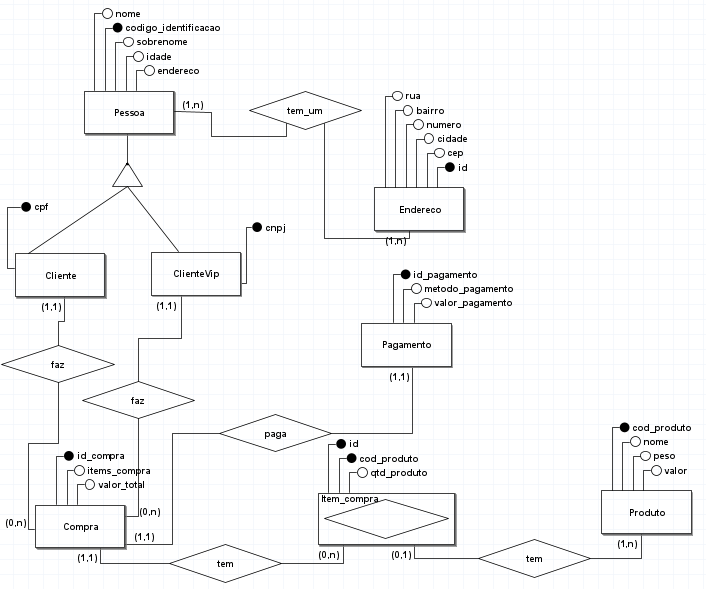 nome
codigo_identificacao
sobrenome
idade
endereco
Pessoa
(1,n)
tem_um
rua
bairro
numero
cidade
cep
id
Endereco
(1,n)
cpf
cnpj
Cliente
ClienteVip
(1,1)
(1,1)
id_pagamento
metodo_pagamento
valor_pagamento
Pagamento
(1,1)
faz
faz
paga
id
cod_produto
qtd_produto
Item_compra
cod_produto
nome
peso
valor
Produto
(1,n)
id_compra
items_compra
valor_total
Compra
(0,n)
(0,n)
(1,1)
(1,1)
tem
(0,n)
(0,1)
tem